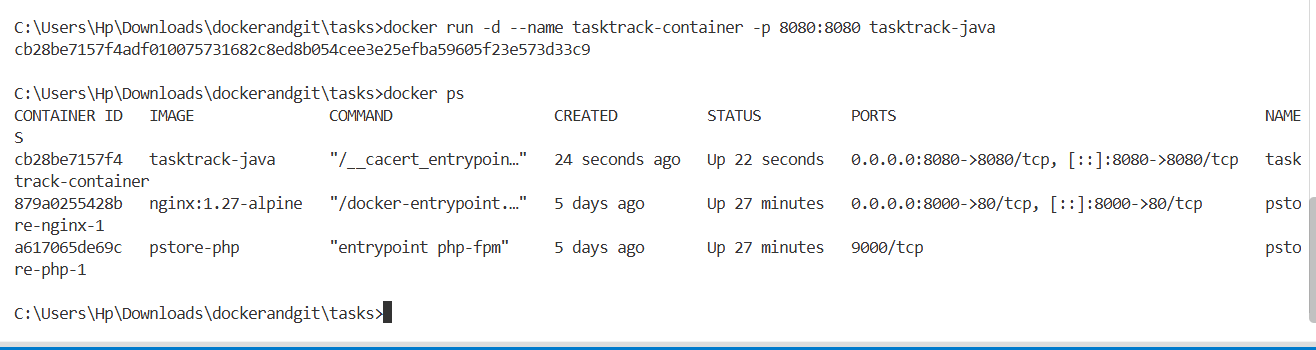 C:\Users\Hp\Downloads\dockerandgit\tasks>docker run -d --name tasktrack-container -p 8080:8080 tasktrack-java
cb28be7157f4adf010075731682c8ed8b054cee3e25efba59605f23e573d33c9
C:\Users\Hp\Downloads\dockerandgit\tasks>docker ps
CONTAINER ID   IMAGE               COMMAND                  CREATED          STATUS          PORTS                                         NAME
S
cb28be7157f4   tasktrack-java      "/__cacert_entrypoin…"   24 seconds ago   Up 22 seconds   0.0.0.0:8080->8080/tcp, [::]:8080->8080/tcp   task
track-container
879a0255428b   nginx:1.27-alpine   "/docker-entrypoint.…"   5 days ago       Up 27 minutes   0.0.0.0:8000->80/tcp, [::]:8000->80/tcp       psto
re-nginx-1
a617065de69c   pstore-php          "entrypoint php-fpm"     5 days ago       Up 27 minutes   9000/tcp                                      psto
re-php-1
C:\Users\Hp\Downloads\dockerandgit\tasks>